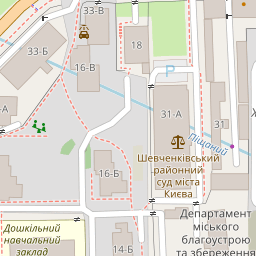 33-В
33-Б
18
16-В
P
31-А
Піщаний
31
-А
Шевченківський
районний
суд міста
Києва
16-Б
Дошкільний
навчальний
заклад
14-Б
Департамент
міського
благоустрою
та збереження